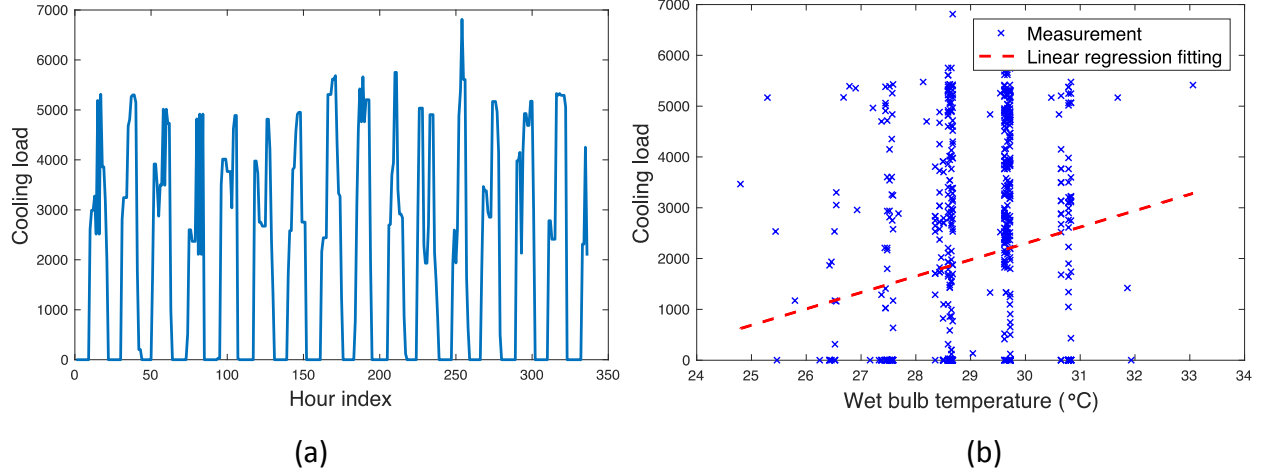 7000
6000
5000
4000
3000
2000
1000
0
Cooling load
0 50 100 150 200 250 300 350
Hour index
(a)
7000
6000
5000
4000
3000
2000
1000
0
Cooling load
Measurement
Linear regression fitting
24 25 26 27 28 29 30 31 32 33 34
Wet bulb temperature (°C)
(b)